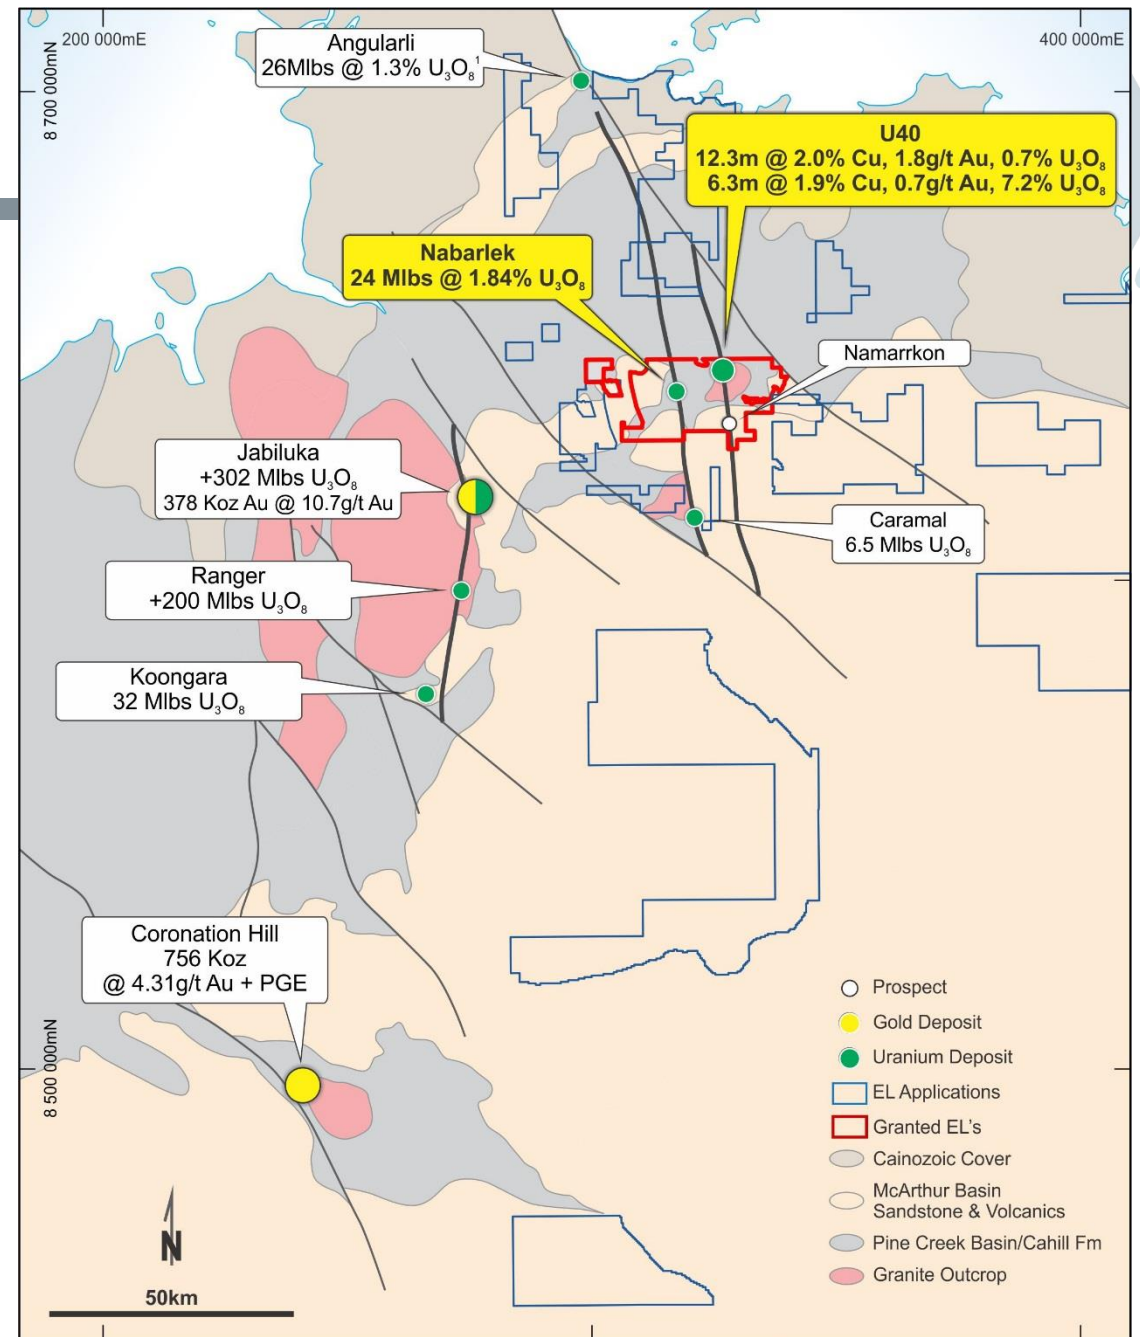 200 000mE
400 000mE
8 700 000mN
Angularli
26Mlbs @ 1.3% U₃O₈¹
U40
12.3m @ 2.0% Cu, 1.8g/t Au, 0.7% U₃O₈
6.3m @ 1.9% Cu, 0.7g/t Au, 7.2% U₃O₈
Nabarlek
24 Mlbs @ 1.84% U₃O₈
Namarrkon
Jabiluka
+302 Mlbs U₃O₈
378 Koz Au @ 10.7g/t Au
Caramal
6.5 Mlbs U₃O₈
Ranger
+200 Mlbs U₃O₈
Koongara
32 Mlbs U₃O₈
Coronation Hill
756 Koz
@ 4.31g/t Au + PGE
8 500 000mN
Prospect
Gold Deposit
Uranium Deposit
EL Applications
Granted EL's
Cainozoic Cover
McArthur Basin
Sandstone & Volcanics
Pine Creek Basin/Cahill Fm
Granite Outcrop
N
50km